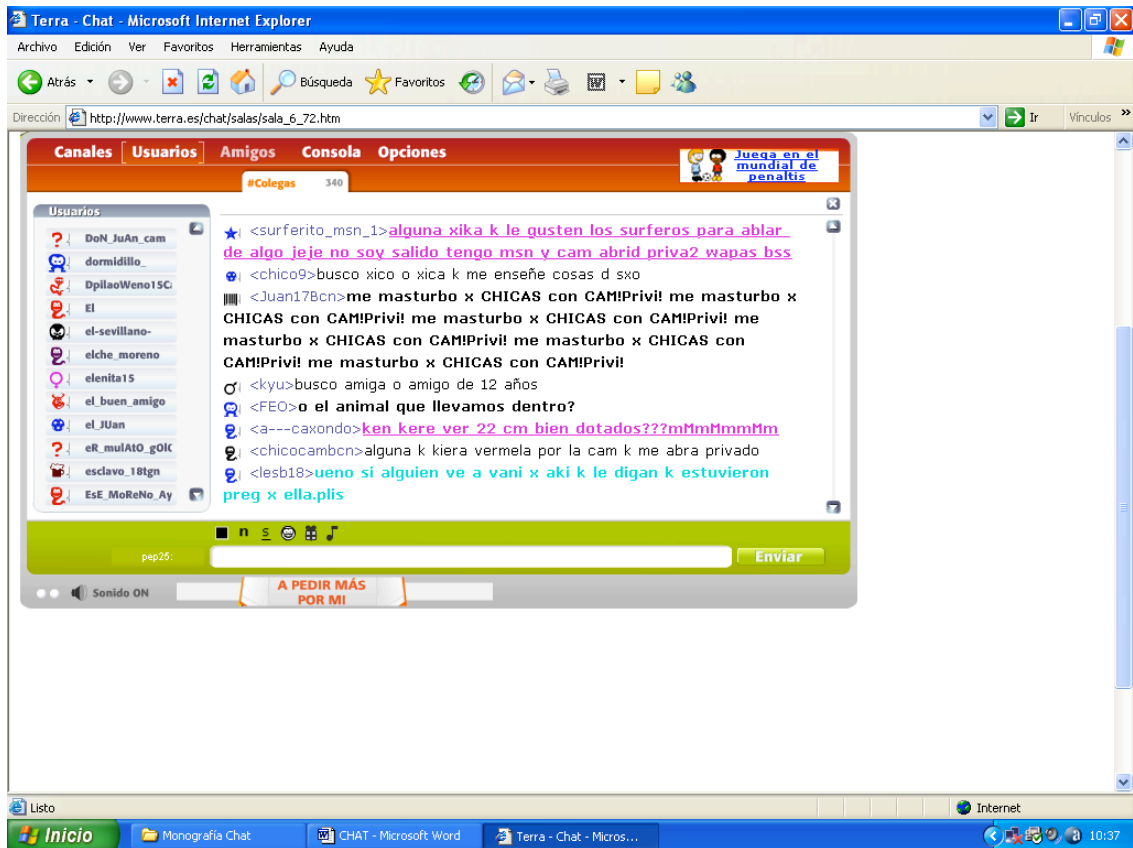 Terra - Chat - Microsoft Internet Explorer
Archivo Edición Ver Favoritos Herramientas Ayuda
Atrás Búsqueda Favoritos
Dirección http://www.terra.es/chat/salas/sala_6_72.htm Ir Vínculos
Canales Usuarios Amigos Consola Opciones
Juega en el
mundial de
penaltis
#Colegas 340
Usuarios
DoN_JuAn_cam
dormidillo_
DpilaoWeno15C
El
el-sevillano-
elche_moreno
elenita15
el_buen_amigo
el_JUan
eR_mulAtO_gOlC
esclavo_18tgn
EsE_MoReNo_Ay
<surferito_msn_1>alguna xika k le gusten los surferos para ablar
de algo jeje no soy salido tengo msn y cam abrid priva2 wapas bss
<chico9>busco xico o xica k me enseñe cosas d sxo
<Juan17Bcn>me masturbo x CHICAS con CAM!Privi! me masturbo x
CHICAS con CAM!Privi! me masturbo x CHICAS con CAM!Privi! me
masturbo x CHICAS con CAM!Privi! me masturbo x CHICAS con
CAM!Privi! me masturbo x CHICAS con CAM!Privi!
<kyu>busco amiga o amigo de 12 años
<FEO>o el animal que llevamos dentro?
<a---caxondo>ken kere ver 22 cm bien dotados???mMmMmmMm
<chicocambcn>alguna k kiera vermela por la cam k me abra privado
<lesb18>ueno si alguien ve a vani x aki k le digan k estuvieron
preg x ella.plis
n s
pep25: Enviar
Sonido ON
A PEDIR MÁS
POR MI
Listo Internet
Inicio Monografía Chat CHAT - Microsoft Word Terra - Chat - Micros... 10:37